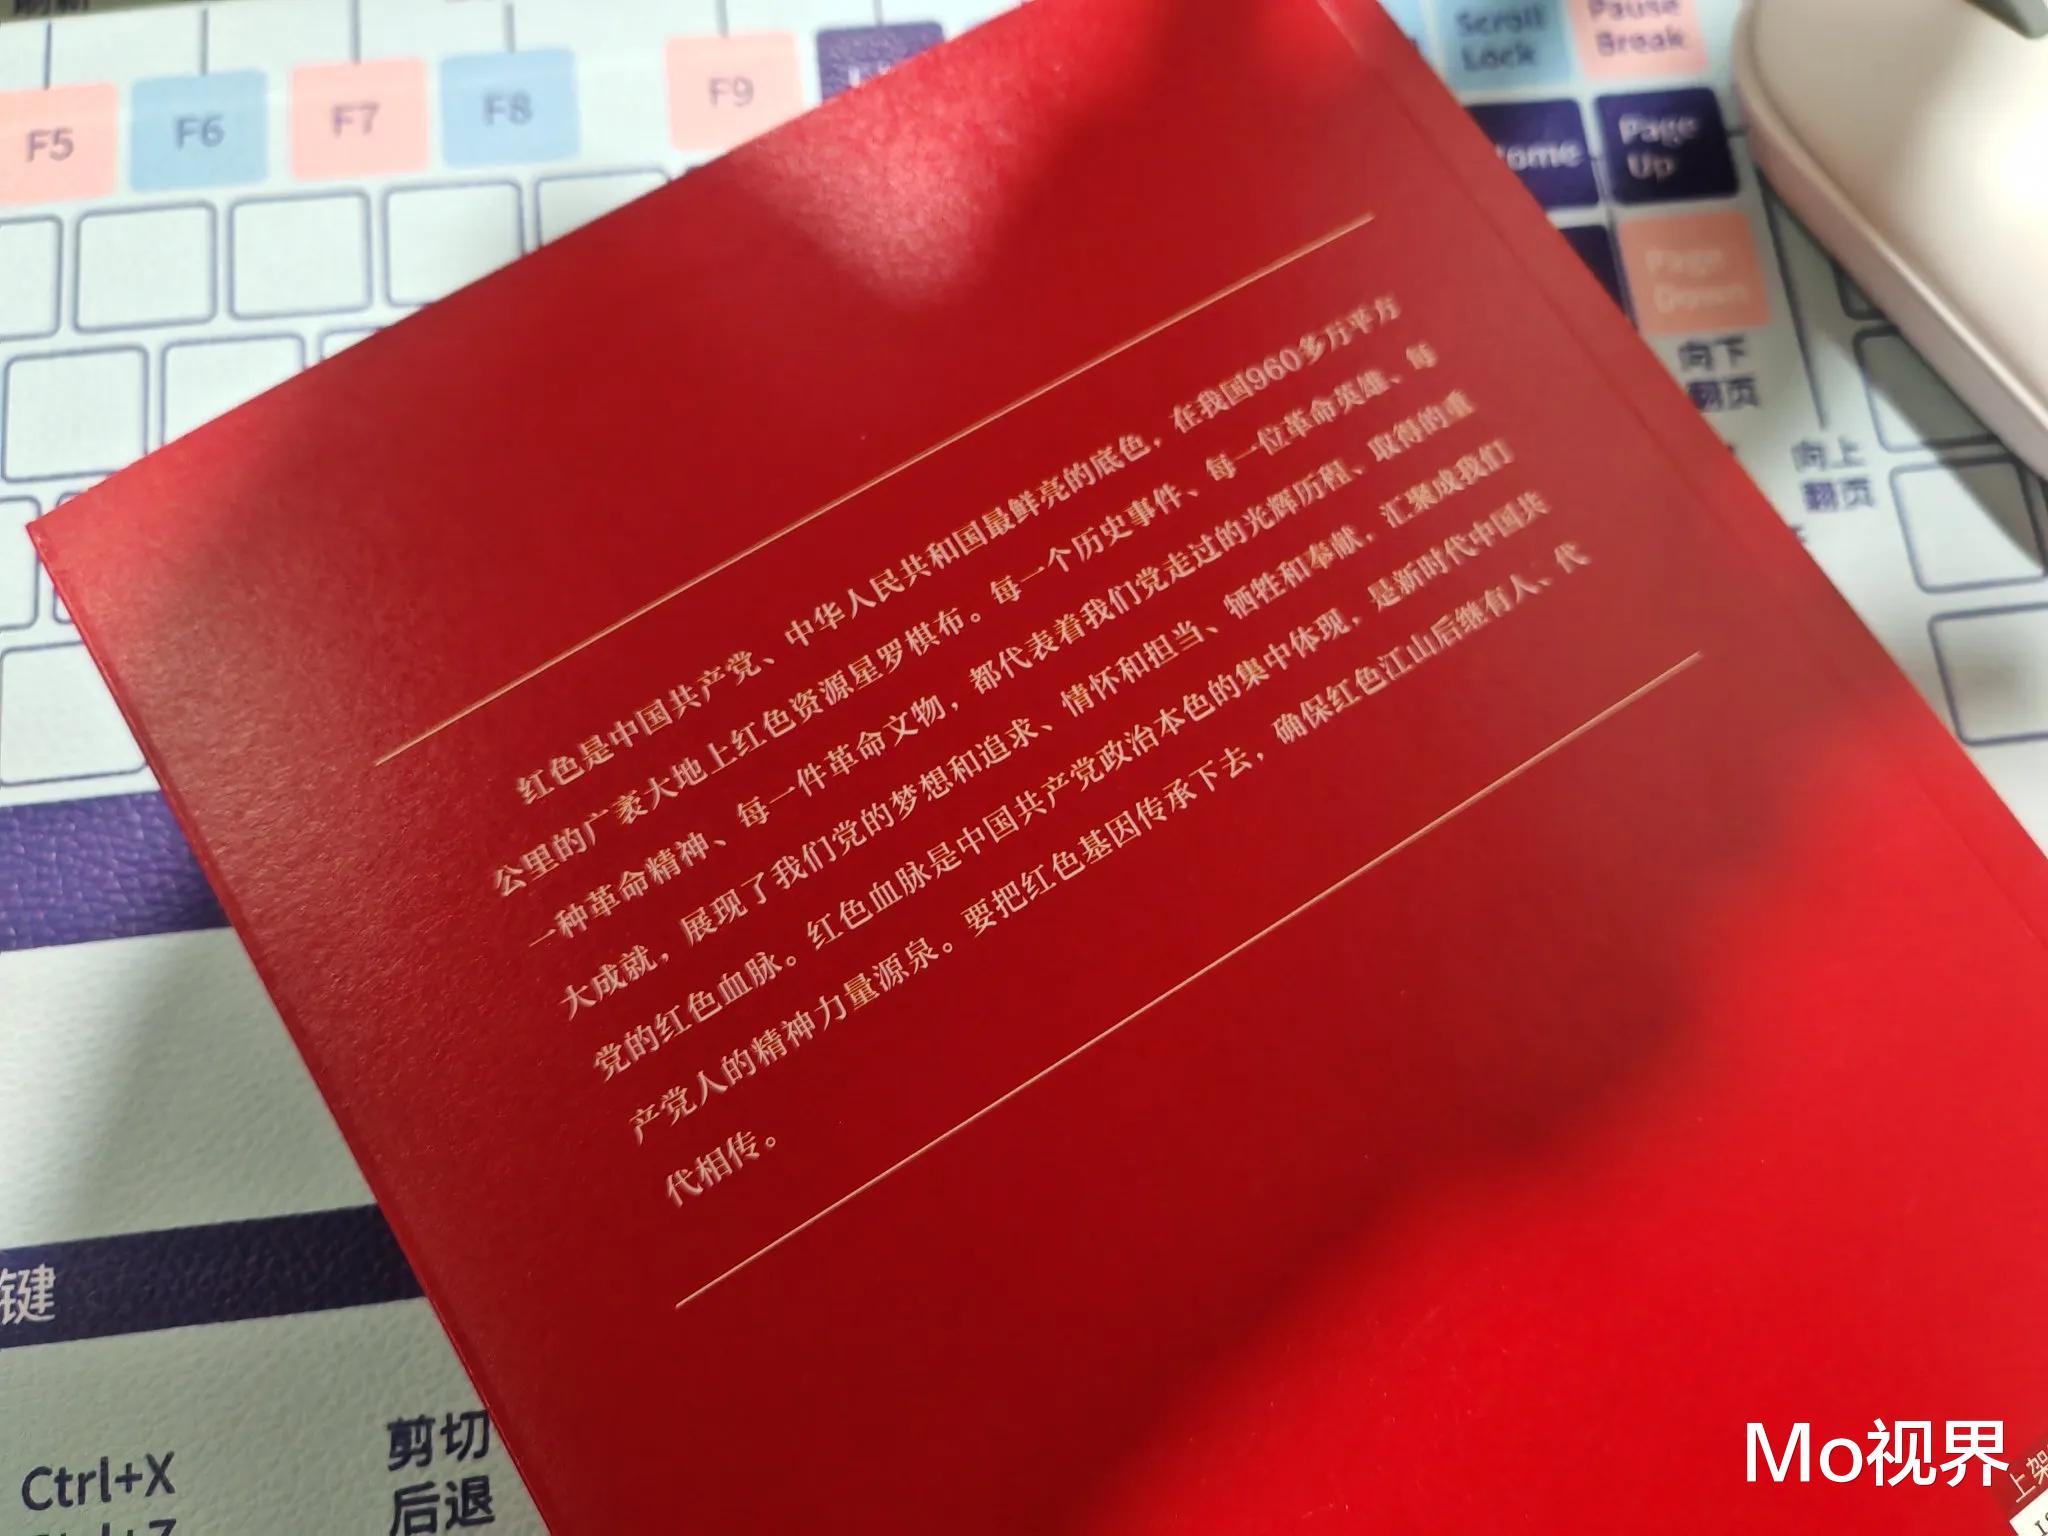 刷新
F5
F6
F7
F8
F9
Scroll
Lock
Pause
Break
Page
Up
Page
Down
向下
翻页
向上
翻页
红色是中国共产党、中华人民共和国最鲜亮的底色，在我国960多万平方
公里的广袤大地上红色资源星罗棋布。每一个历史事件、每一位革命英雄、每
一种革命精神、每一件革命文物，都代表着我们党走过的光辉历程、取得的重
大成就，展现了我们党的梦想和追求、情怀和担当、牺牲和奉献，汇聚成我们
党的红色血脉。红色血脉是中国共产党政治本色的集中体现，是新时代中国共
产党人的精神力量源泉。要把红色基因传承下去，确保红色江山后继有人、代
代相传。
键
Ctrl+X
剪切
后退
上架
Mo视界